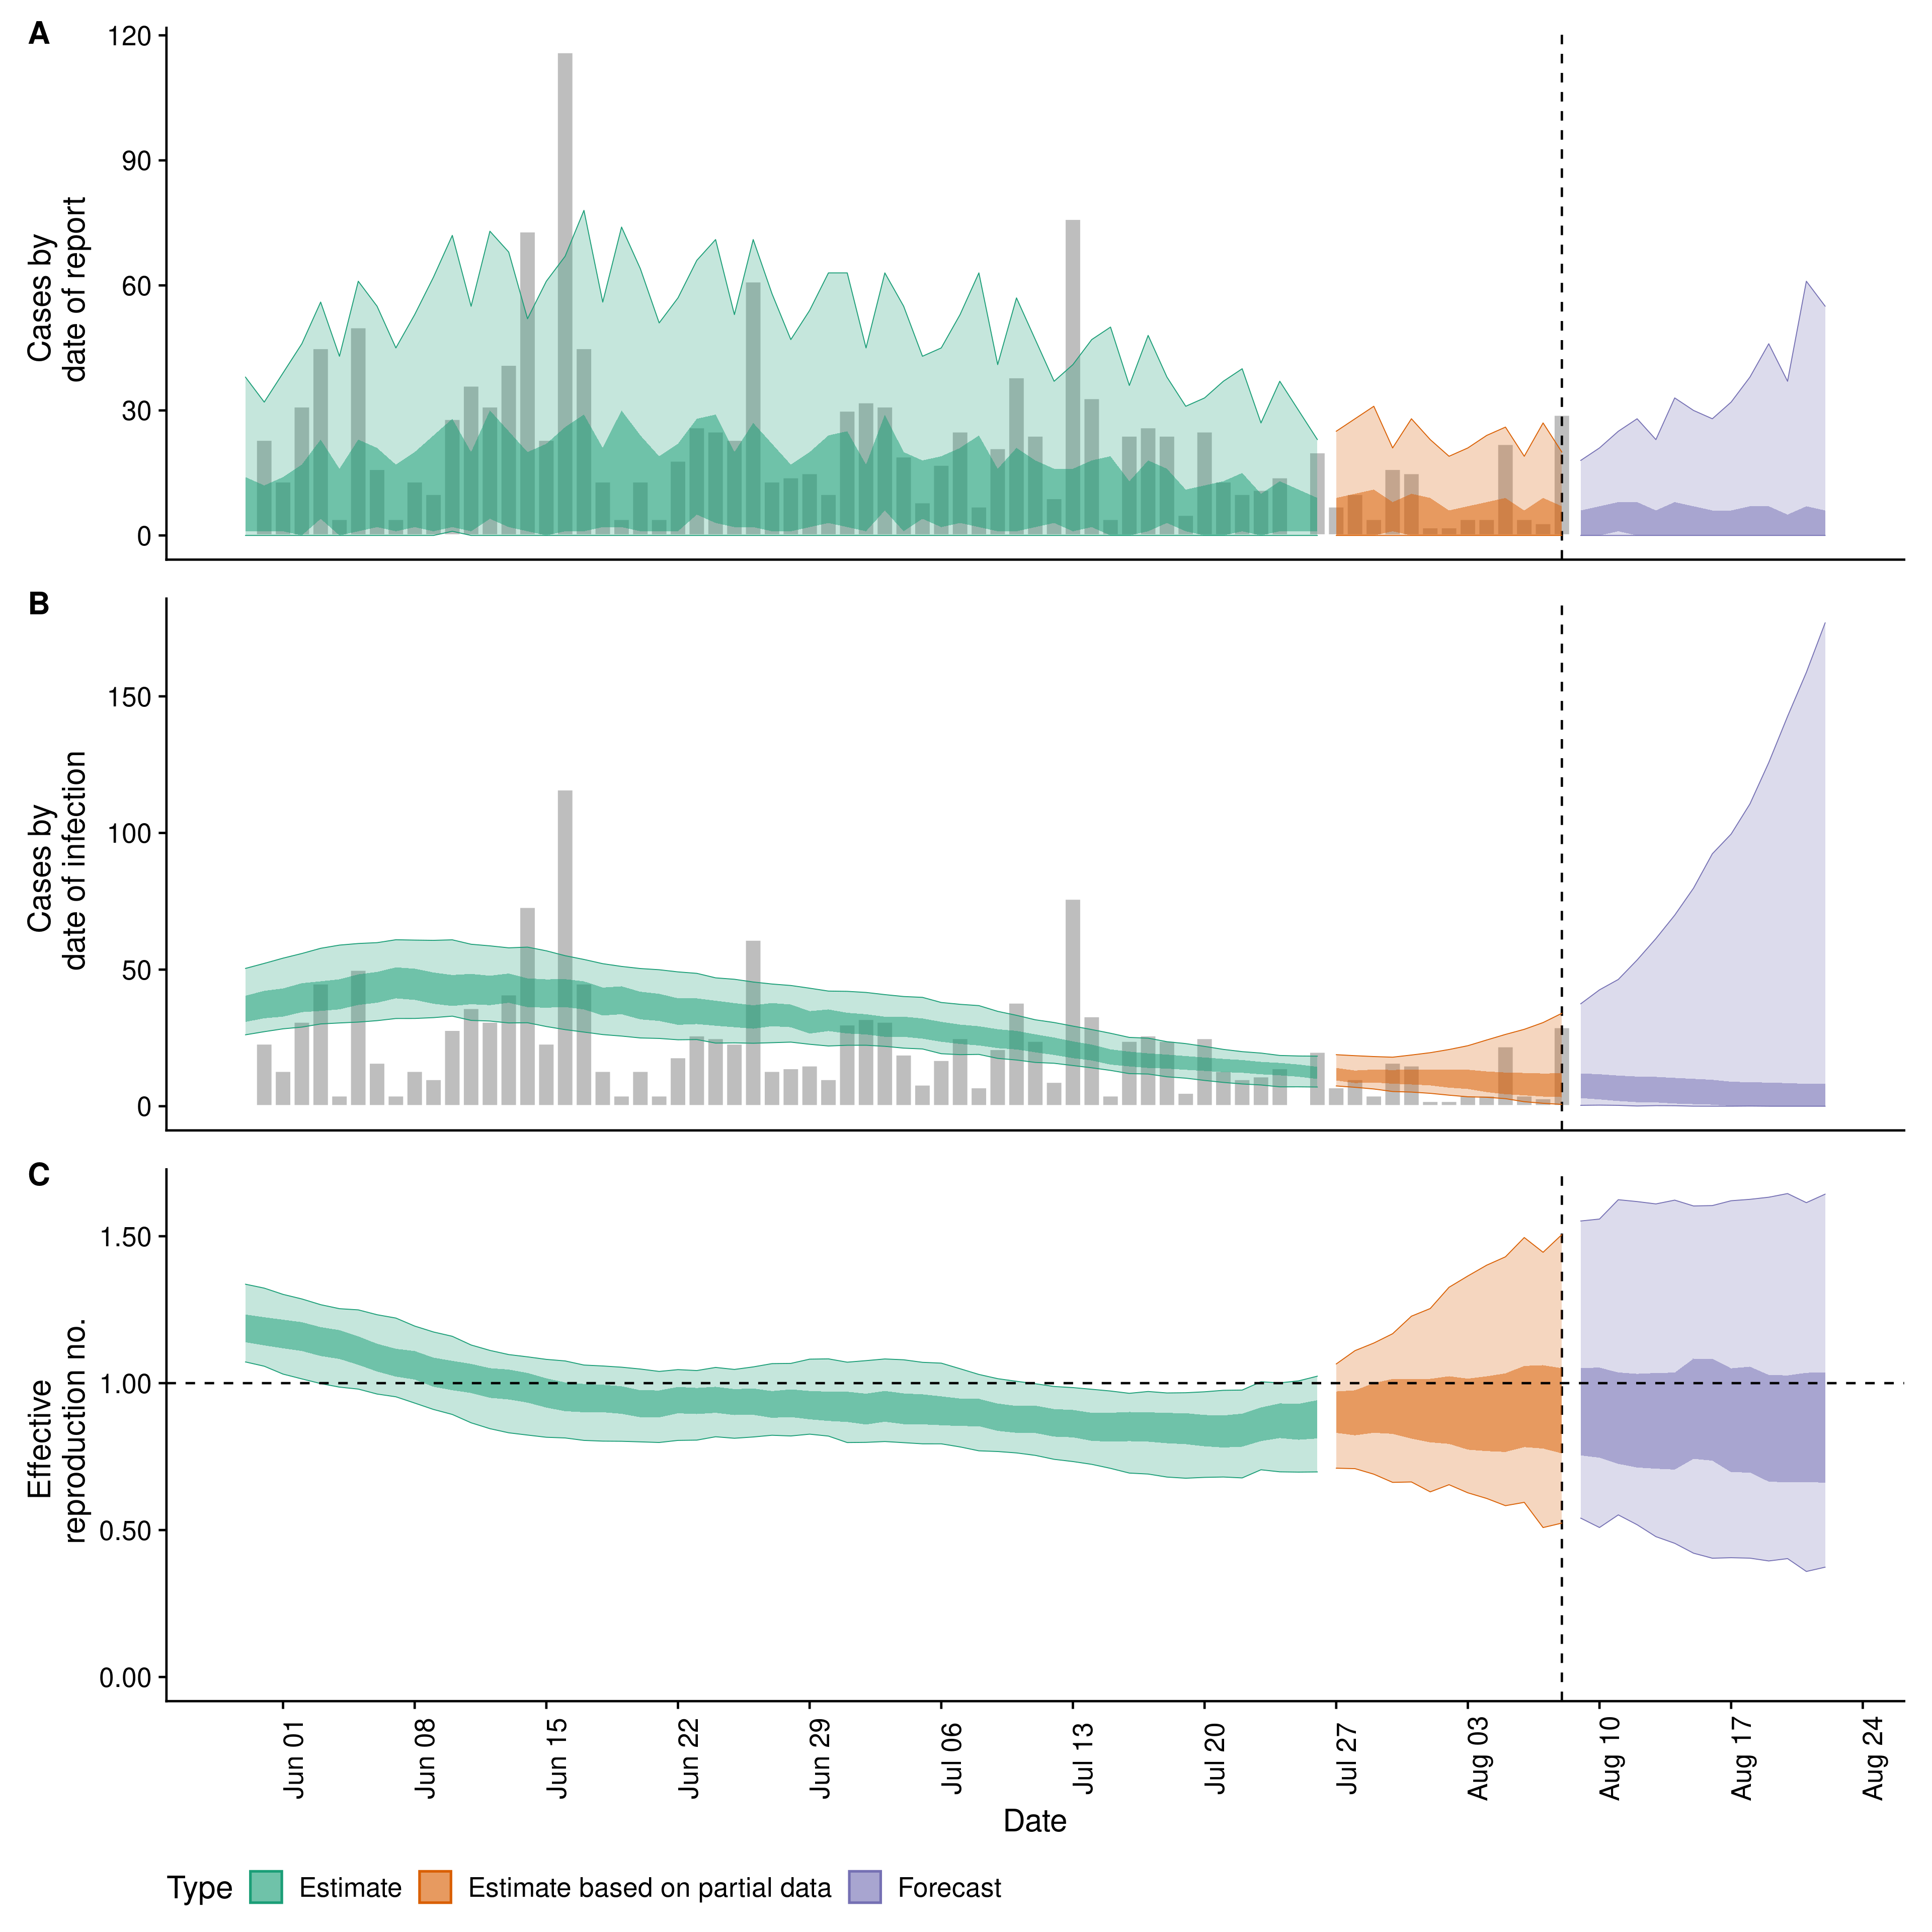 A
120
90
60
30
0
Cases by
date of report
B
150
100
50
0
Cases by
date of infection
C
1.50
1.00
0.50
0.00
Effective
reproduction no.
Jun 01
Jun 08
Jun 15
Jun 22
Jun 29
Jul 06
Jul 13
Jul 20
Jul 27
Aug 03
Aug 10
Aug 17
Aug 24
Date
Type Estimate Estimate based on partial data Forecast